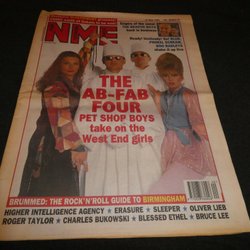 NME
THE
AB-FAB
FOUR
PET SHOP BOYS
take on the
West End girls
BRUMMED: THE ROCK'N'ROLL GUIDE TO BIRMINGHAM
HIGHER INTELLIGENCE AGENCY ★ ERASURE ★ SLEEPER ★ OLIVER LIEB
ROGER TAYLOR ★ CHARLES BUKOWSKI ★ BLESSED ETHEL ★ BRUCE LEE